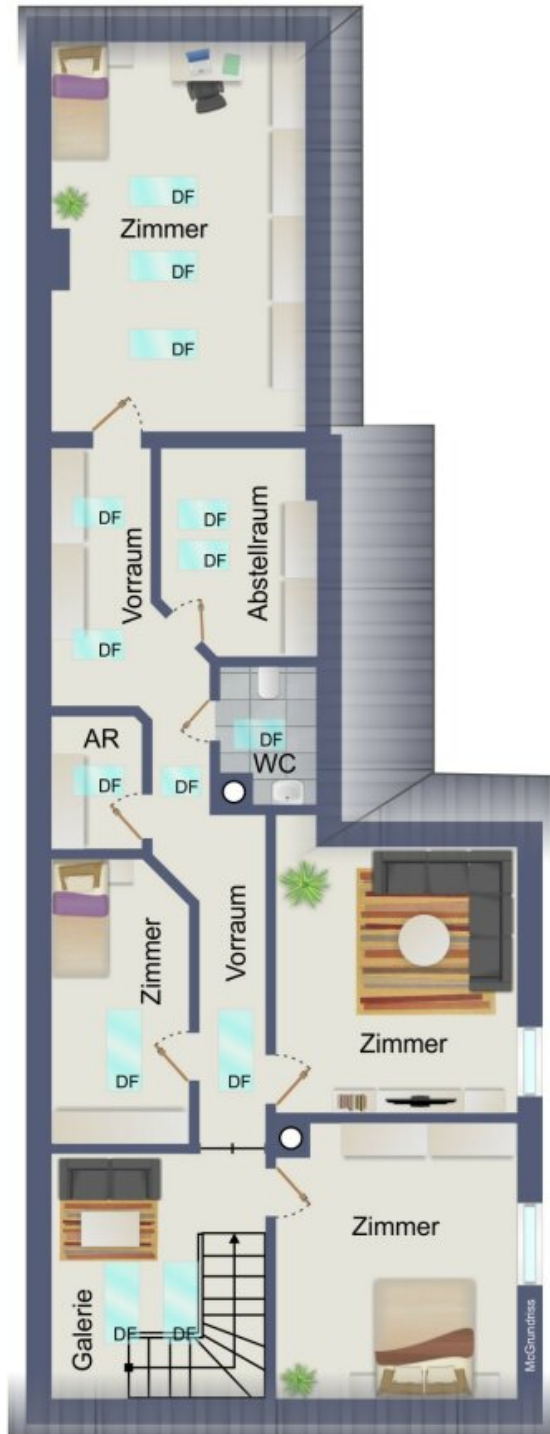 DF
Zimmer
DF
DF
DF
Vorraum
DF
DF
DF
Abstellraum
AR
DF
DF
DF
WC
Zimmer
DF
Vorraum
DF
Zimmer
Zimmer
Galerie
DF
DF
McGrundriss